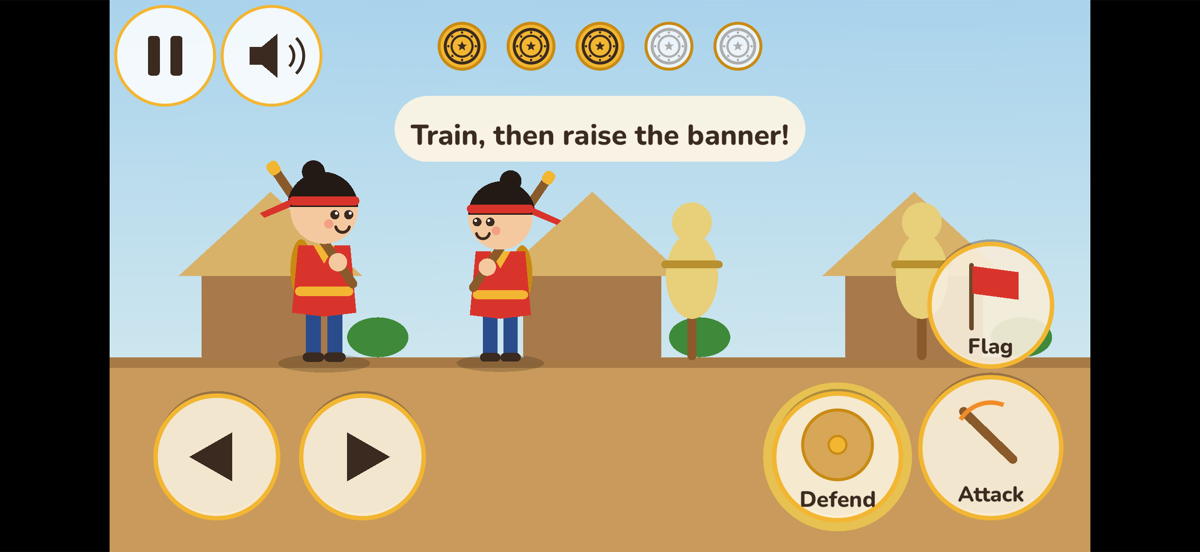 Train, then raise the banner!
Flag
Defend
Attack